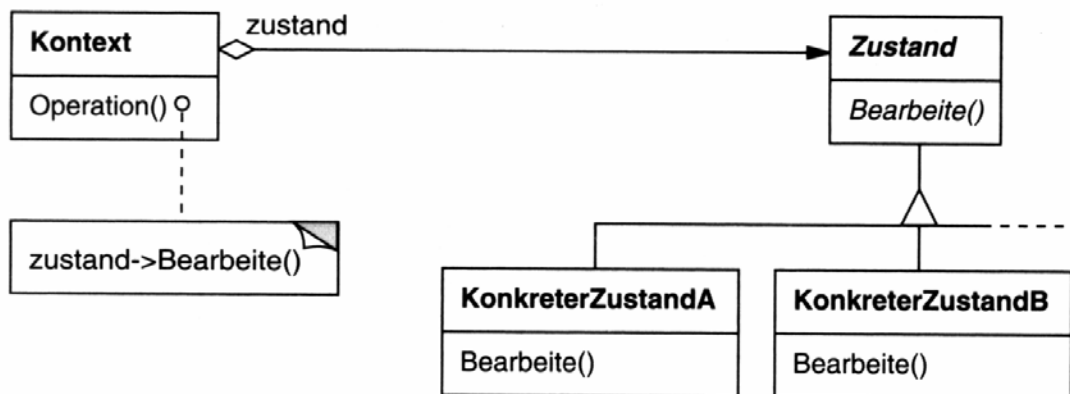 zustand
Kontext
Operation()
zustand->Bearbeite()
Zustand
Bearbeite()
KonkreterZustandA
Bearbeite()
KonkreterZustandB
Bearbeite()